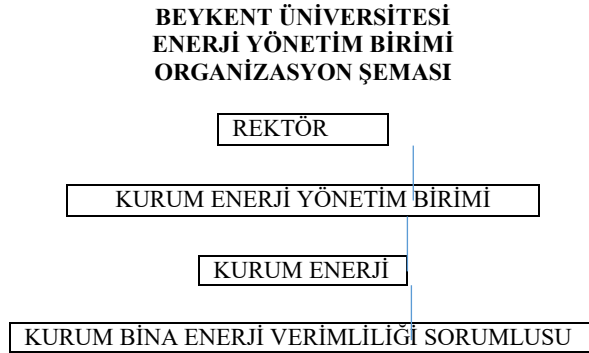 BEYKENT ÜNİVERSİTESİ
ENERJİ YÖNETİM BİRİMİ
ORGANİZASYON ŞEMASI
REKTÖR
KURUM ENERJİ YÖNETİM BİRİMİ
KURUM ENERJİ
KURUM BİNA ENERJİ VERİMLİLİĞİ SORUMLUSU